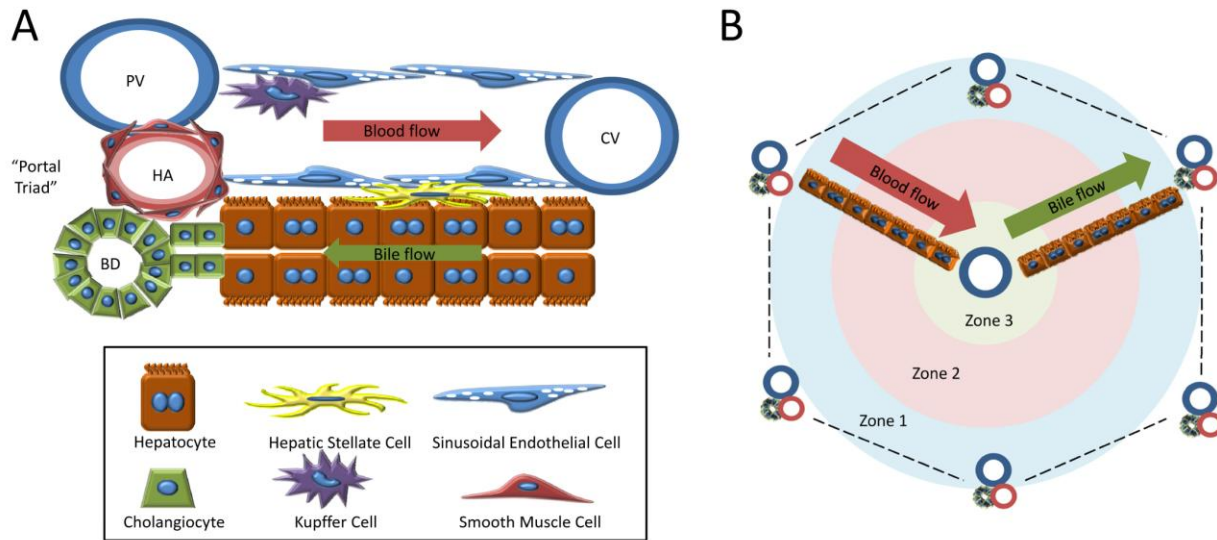 A
PV
CV
Blood flow
"Portal
Triad"
HA
BD
Bile flow
Hepatocyte
Hepatic Stellate Cell
Sinusoidal Endothelial Cell
Cholangiocyte
Kupffer Cell
Smooth Muscle Cell
B
Blood flow
Bile flow
Zone 3
Zone 2
Zone 1